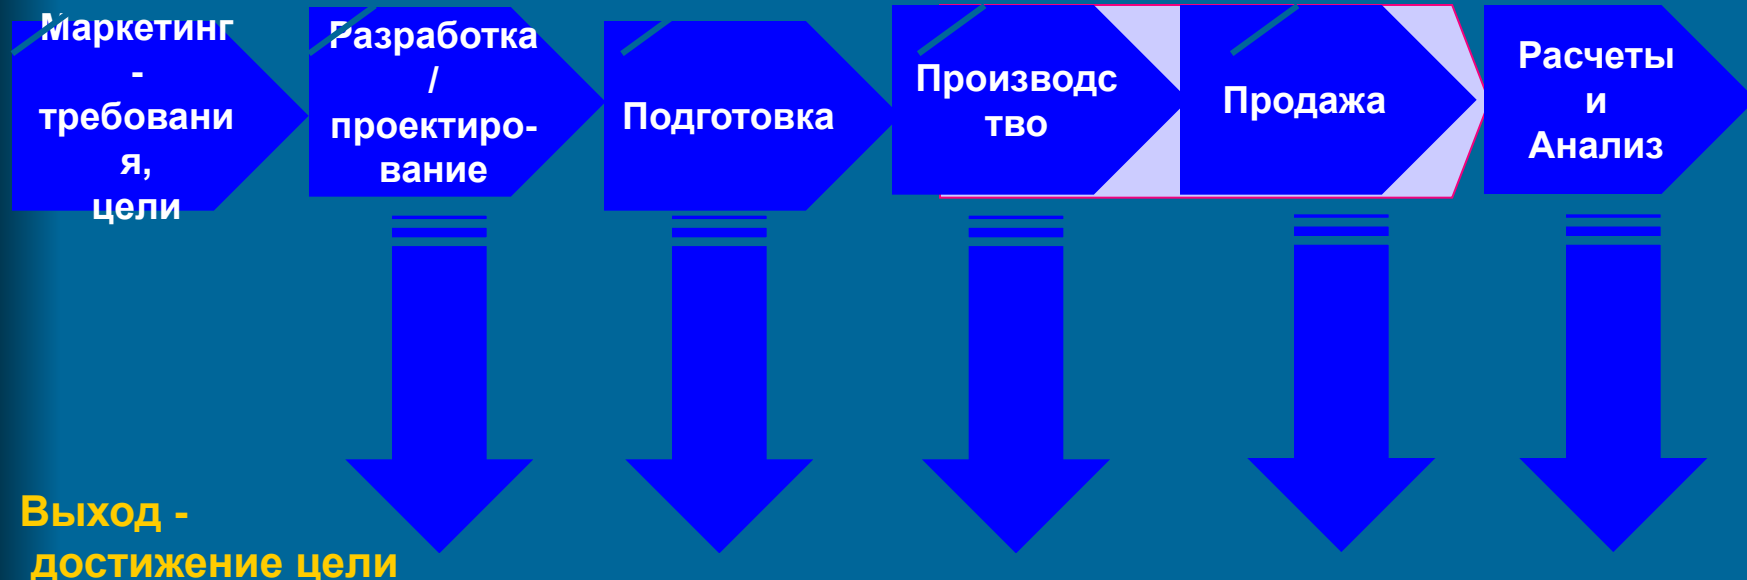 Маркетинг
-
требовани
я,
цели
Разработка
/
проектиро-
вание
Подготовка
Производс
тво
Продажа
Расчеты
и
Анализ
Выход -
достижение цели